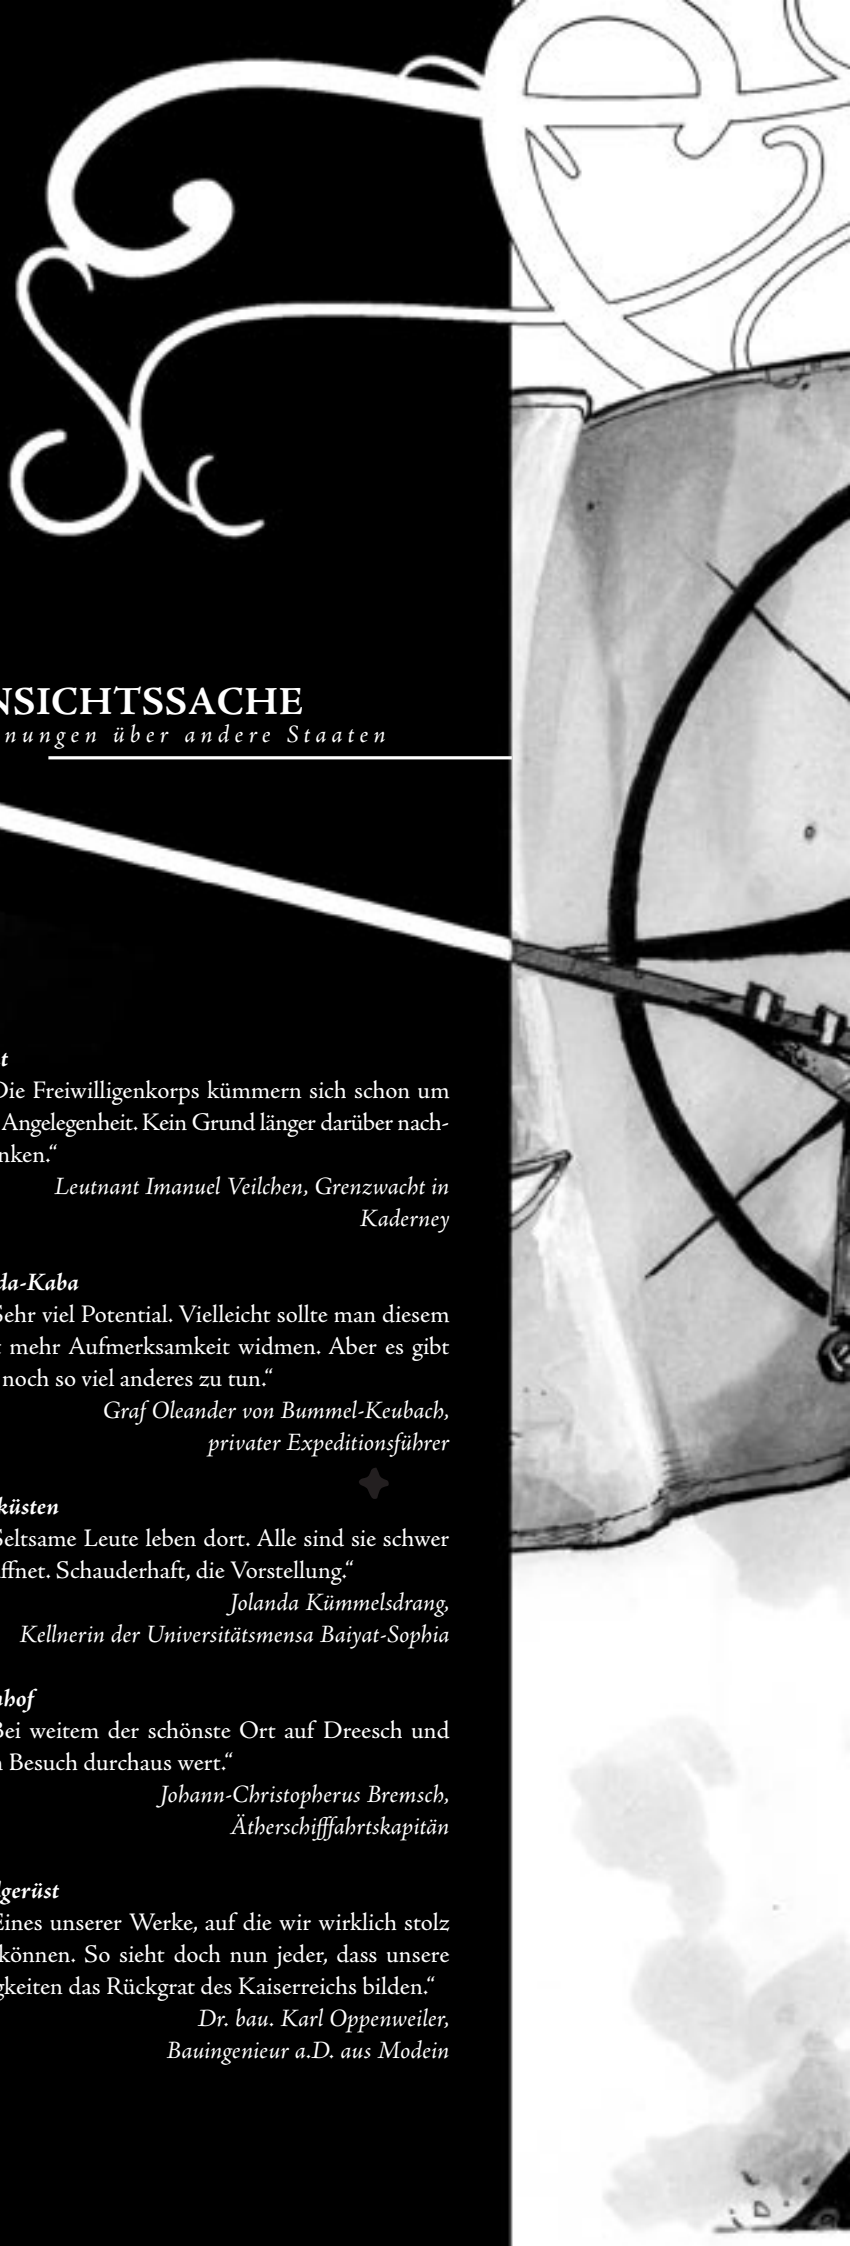 NSICHTSSACHE
nungen über andere Staaten
t
Die Freiwilligenkorps kümmern sich schon um
Angelegenheit. Kein Grund länger darüber nach-
nken.“
Leutnant Imanuel Veilchen, Grenzwacht in
Kaderney
da-Kaba
Sehr viel Potential. Vielleicht sollte man diesem
t mehr Aufmerksamkeit widmen. Aber es gibt
noch so viel anderes zu tun.“
Graf Oleander von Bummel-Keubach,
privater Expeditionsführer
küsten
Seltsame Leute leben dort. Alle sind sie schwer
ffnet. Schauderhaft, die Vorstellung.“
Jolanda Kümmelsdrang,
Kellnerin der Universitätsmensa Baiyat-Sophia
hof
Bei weitem der schönste Ort auf Dreesch und
n Besuch durchaus wert.“
Johann-Christopherus Bremsch,
Ätherschifffahrtskapitän
gerüst
Eines unserer Werke, auf die wir wirklich stolz
können. So sieht doch nun jeder, dass unsere
gkeiten das Rückgrat des Kaiserreichs bilden.“
Dr. bau. Karl Oppenweiler,
Bauingenieur a.D. aus Modein